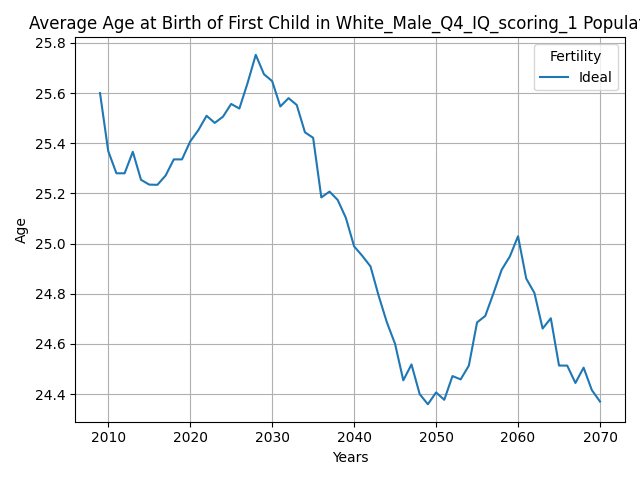 Average Age at Birth of First Child in White_Male_Q4_IQ_scoring_1 Populat
25.8
25.6
25.4
25.2
25.0
24.8
24.6
24.4
Age
Fertility
Ideal
2010 2020 2030 2040 2050 2060 2070
Years